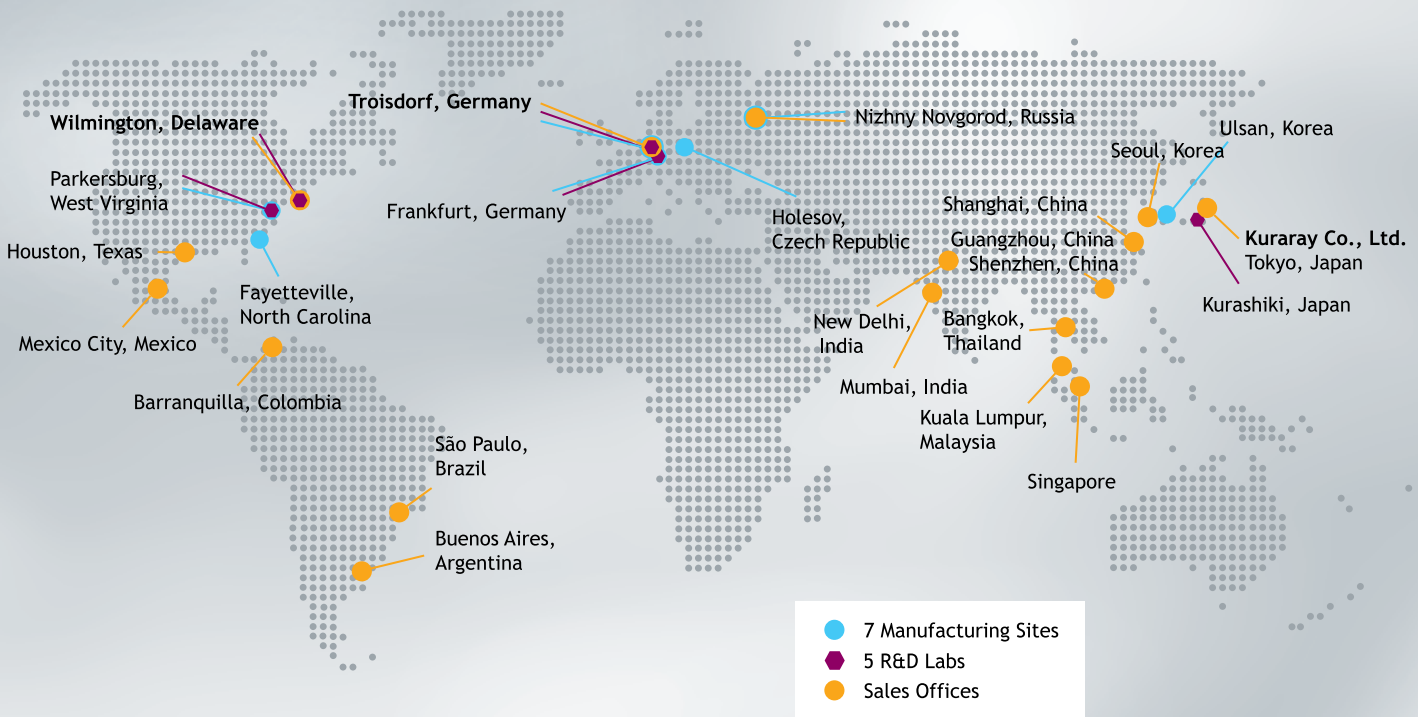 Troisdorf, Germany
Wilmington, Delaware
Nizhny Novgorod, Russia
Ulsan, Korea
Seoul, Korea
Parkersburg,
West Virginia
Frankfurt, Germany
Holesov,
Czech Republic
Shanghai, China
Guangzhou, China
Shenzhen, China
Kuraray Co., Ltd.
Tokyo, Japan
Houston, Texas
Fayetteville,
North Carolina
Kurashiki, Japan
New Delhi,
India
Bangkok,
Thailand
Mexico City, Mexico
Mumbai, India
Barranquilla, Colombia
Kuala Lumpur,
Malaysia
São Paulo,
Brazil
Singapore
Buenos Aires,
Argentina
7 Manufacturing Sites
5 R&D Labs
Sales Offices